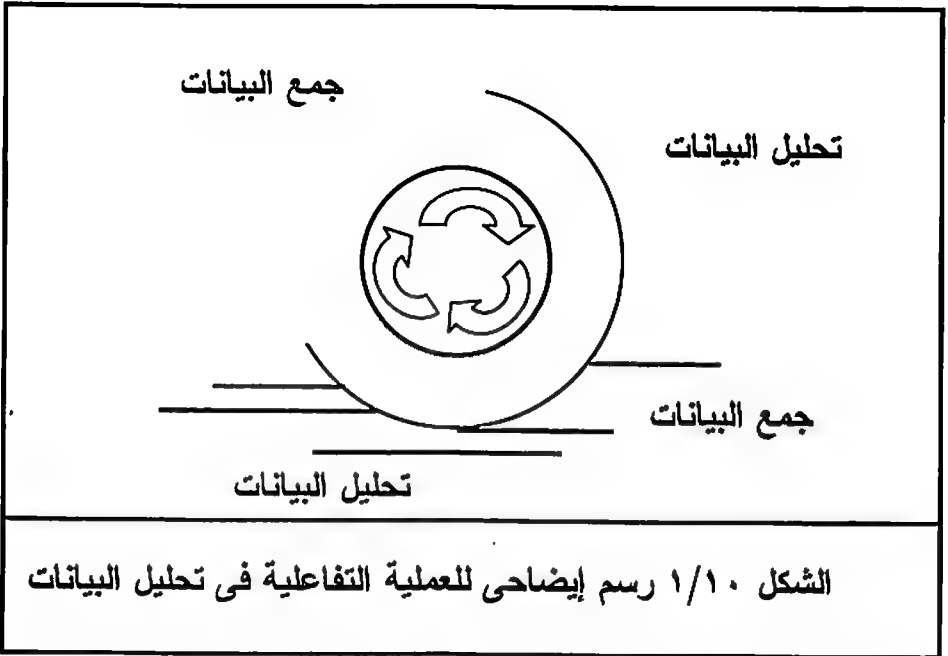 جمع البيانات
تحليل البيانات
جمع البيانات
تحليل البيانات
الشكل ١/١٠ رسم إيضاحى للعملية التفاعلية فى تحليل البيانات